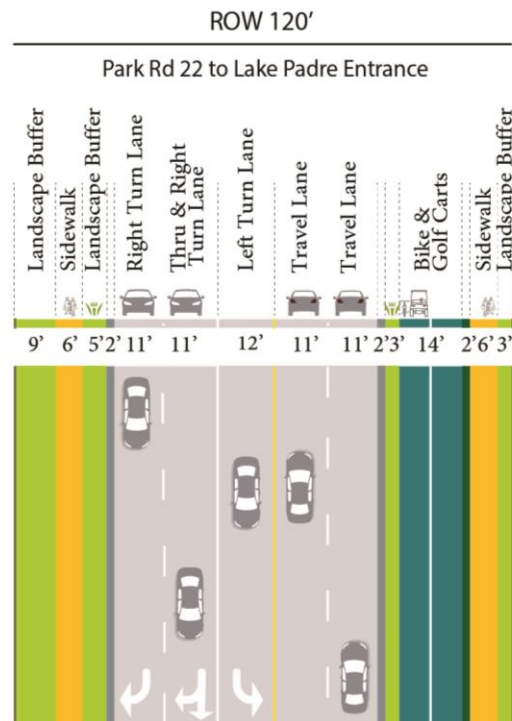 ROW 120’
Park Rd 22 to Lake Padre Entrance
Landscape Buffer
Sidewalk
Landscape Buffer
Right Turn Lane
Thru & Right
Turn Lane
Left Turn Lane
Travel Lane
Travel Lane
Bike &
Golf Carts
Sidewalk
Landscape Buffer
9’ 6’ 5’2’ 11’ 11’ 12’ 11’ 11’ 2’3’ 14’ 2’6’ 3’